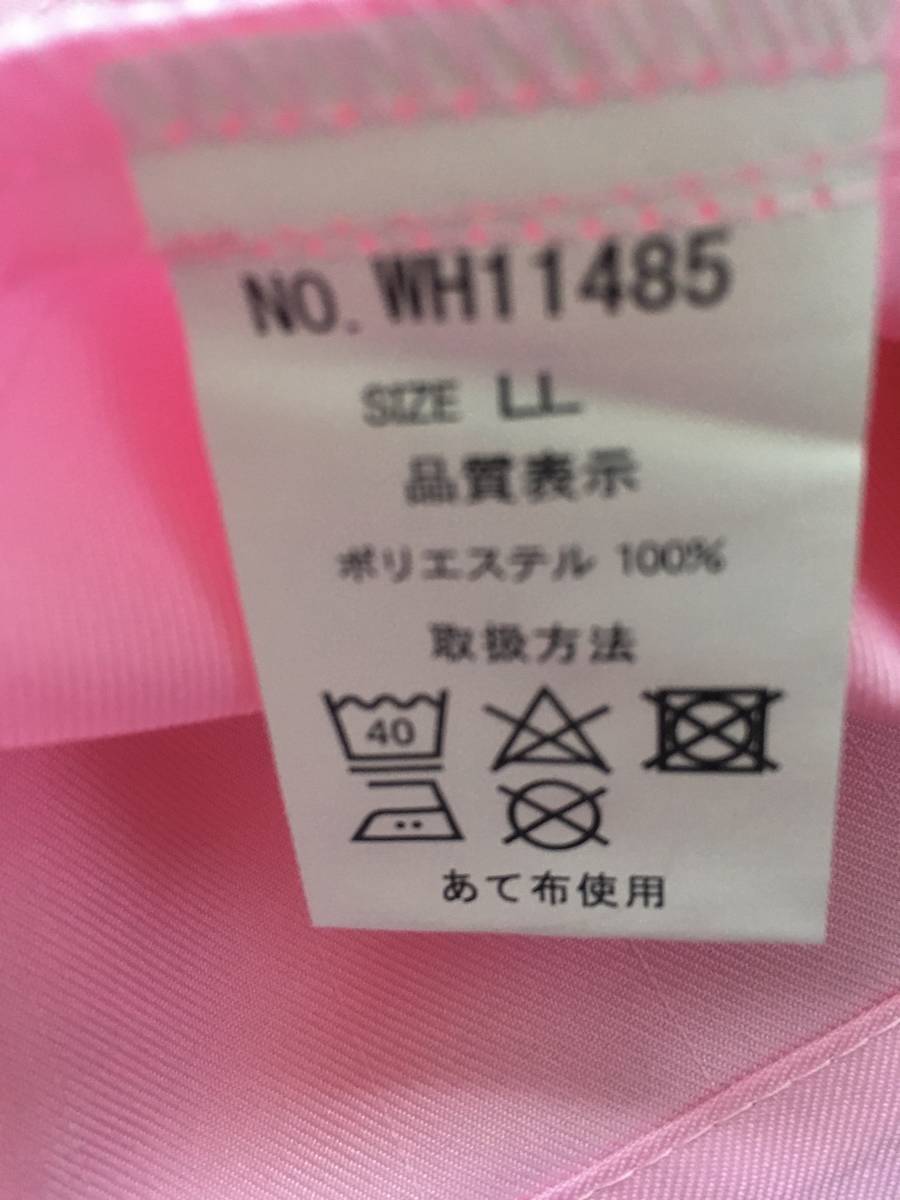 NO. WH11485
SIZE LL
品質表示
ポリエステル 100%
取扱方法
40
あて布使用